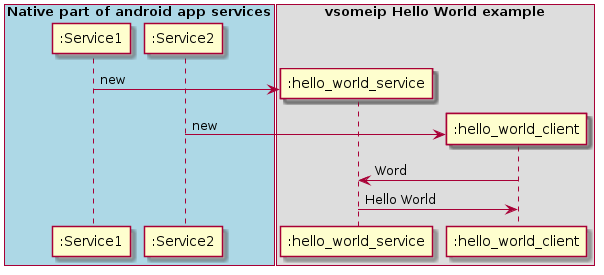 Native part of android app services
vsomeip Hello World example
:Service1
:Service2
new
:hello_world_service
new
:hello_world_client
Word
Hello World
:Service1
:Service2
:hello_world_service
:hello_world_client